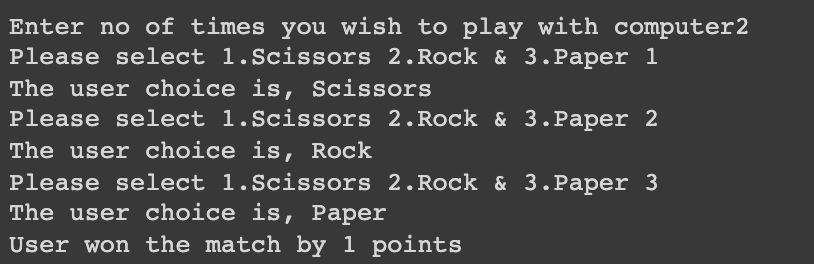 Enter no of times you wish to play with computer2
Please select 1.Scissors 2.Rock & 3.Paper 1
The user choice is, Scissors
Please select 1.Scissors 2.Rock & 3.Paper 2
The user choice is, Rock
Please select 1.Scissors 2.Rock & 3.Paper 3
The user choice is, Paper
User won the match by 1 points